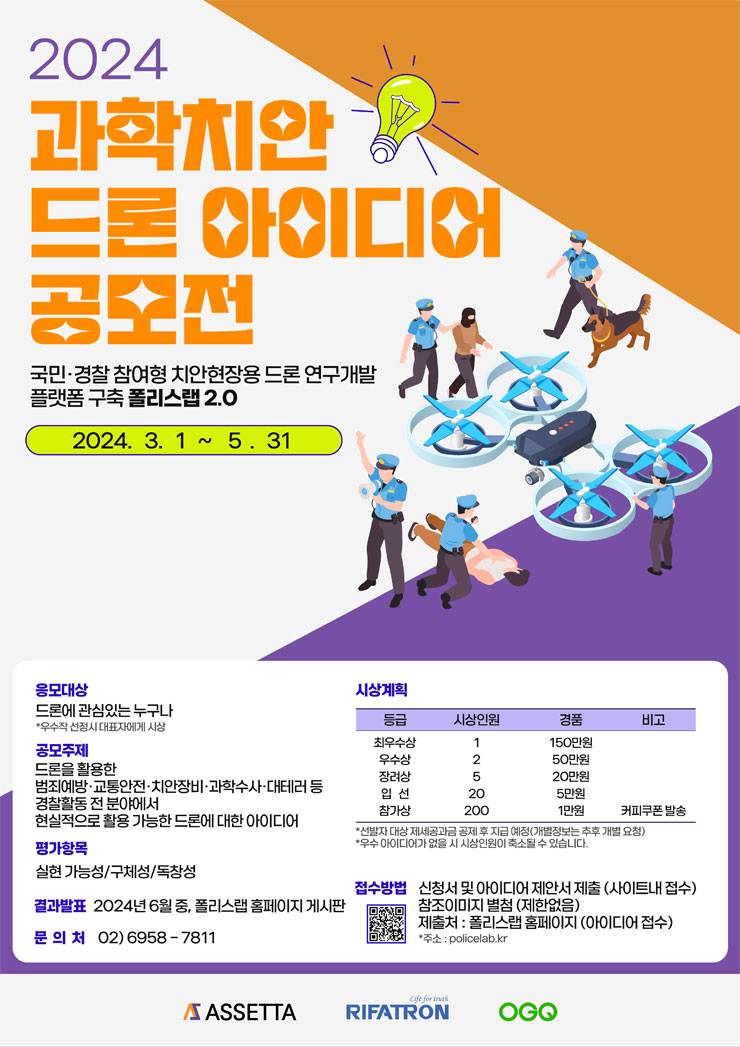 2024
과학치안
드론 아이디어
공모전
국민·경찰 참여형 치안현장용 드론 연구개발
플랫폼 구축 폴리스랩 2.0
2024. 3. 1 ~ 5. 31
응모대상
드론에 관심있는 누구나
*우수작 선정시 대표자에게 시상
공모주제
드론을 활용한
범죄예방·교통안전·치안장비·과학수사·대테러 등
경찰활동 전 분야에서
현실적으로 활용 가능한 드론에 대한 아이디어
평가항목
실현 가능성/구체성/독창성
결과발표 2024년 6월 중, 폴리스랩 홈페이지 게시판
문 의 처 02) 6958 - 7811
시상계획
등급 시상인원 경품 비고
최우수상 1 150만원
우수상 2 50만원
장려상 5 20만원
입 선 20 5만원
참가상 200 1만원 커피쿠폰 발송
*선발자 대상 제세공과금 공제 후 지급 예정(개별정보는 추후 개별 요청)
*우수 아이디어가 없을 시 시상인원이 축소될 수 있습니다.
접수방법 신청서 및 아이디어 제안서 제출 (사이트내 접수)
참조이미지 별첨 (제한없음)
제출처 : 폴리스랩 홈페이지 (아이디어 접수)
*주소 : policelab.kr
ASSETTA
Life for truth
RIFATRON
OGQ